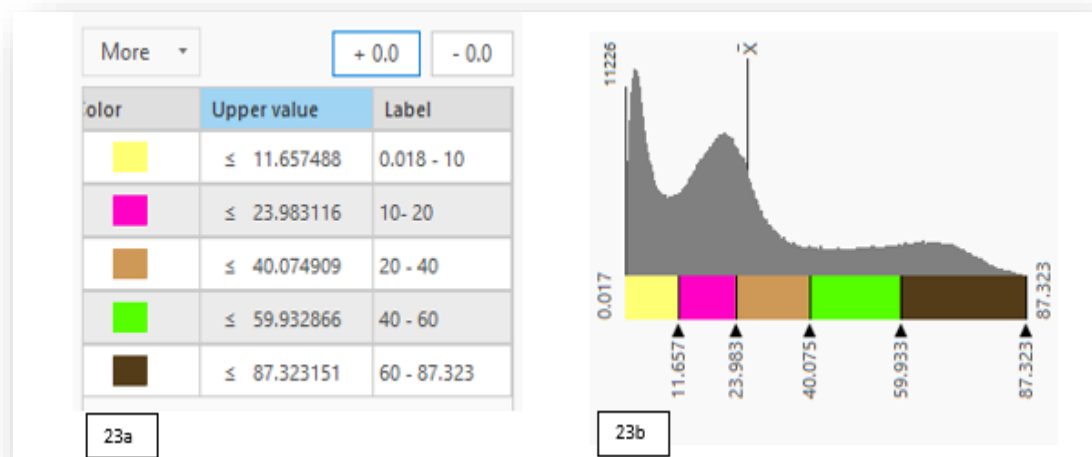 More
+ 0.0
- 0.0
olor Upper value Label
≤ 11.657488 0.018 - 10
≤ 23.983116 10- 20
≤ 40.074909 20 - 40
≤ 59.932866 40 - 60
≤ 87.323151 60 - 87.323
23a
11226
X̄
0.017
87.323
11.657
23.983
40.075
59.933
87.323
23b